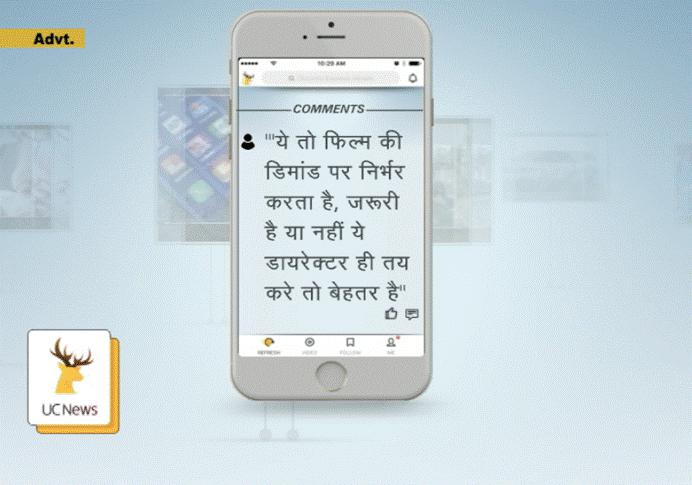 Advt.
10:29 AM
COMMENTS
"'ये तो फिल्म की
डिमांड पर निर्भर
करता है, जरूरी
है या नहीं ये
डायरेक्टर ही तय
करे तो बेहतर है"
REFRESH
VIDEO
FOLLOW
ME
UC News